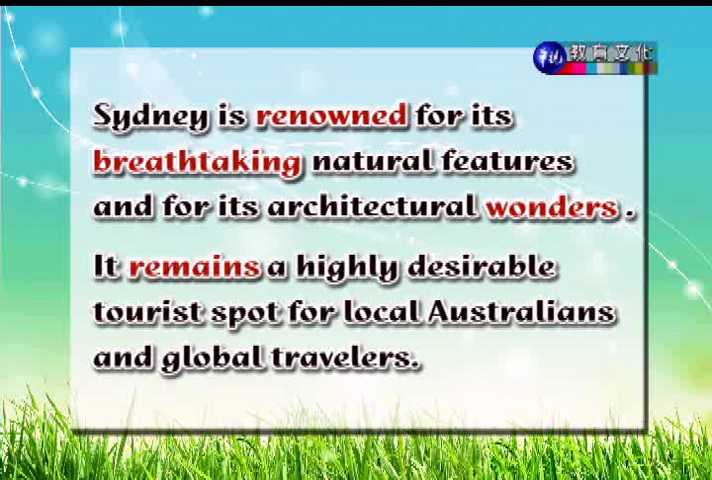 教育文化
Sydney is renowned for its
breathtaking natural features
and for its architectural wonders .
It remains a highly desirable
tourist spot for local Australians
and global travelers.